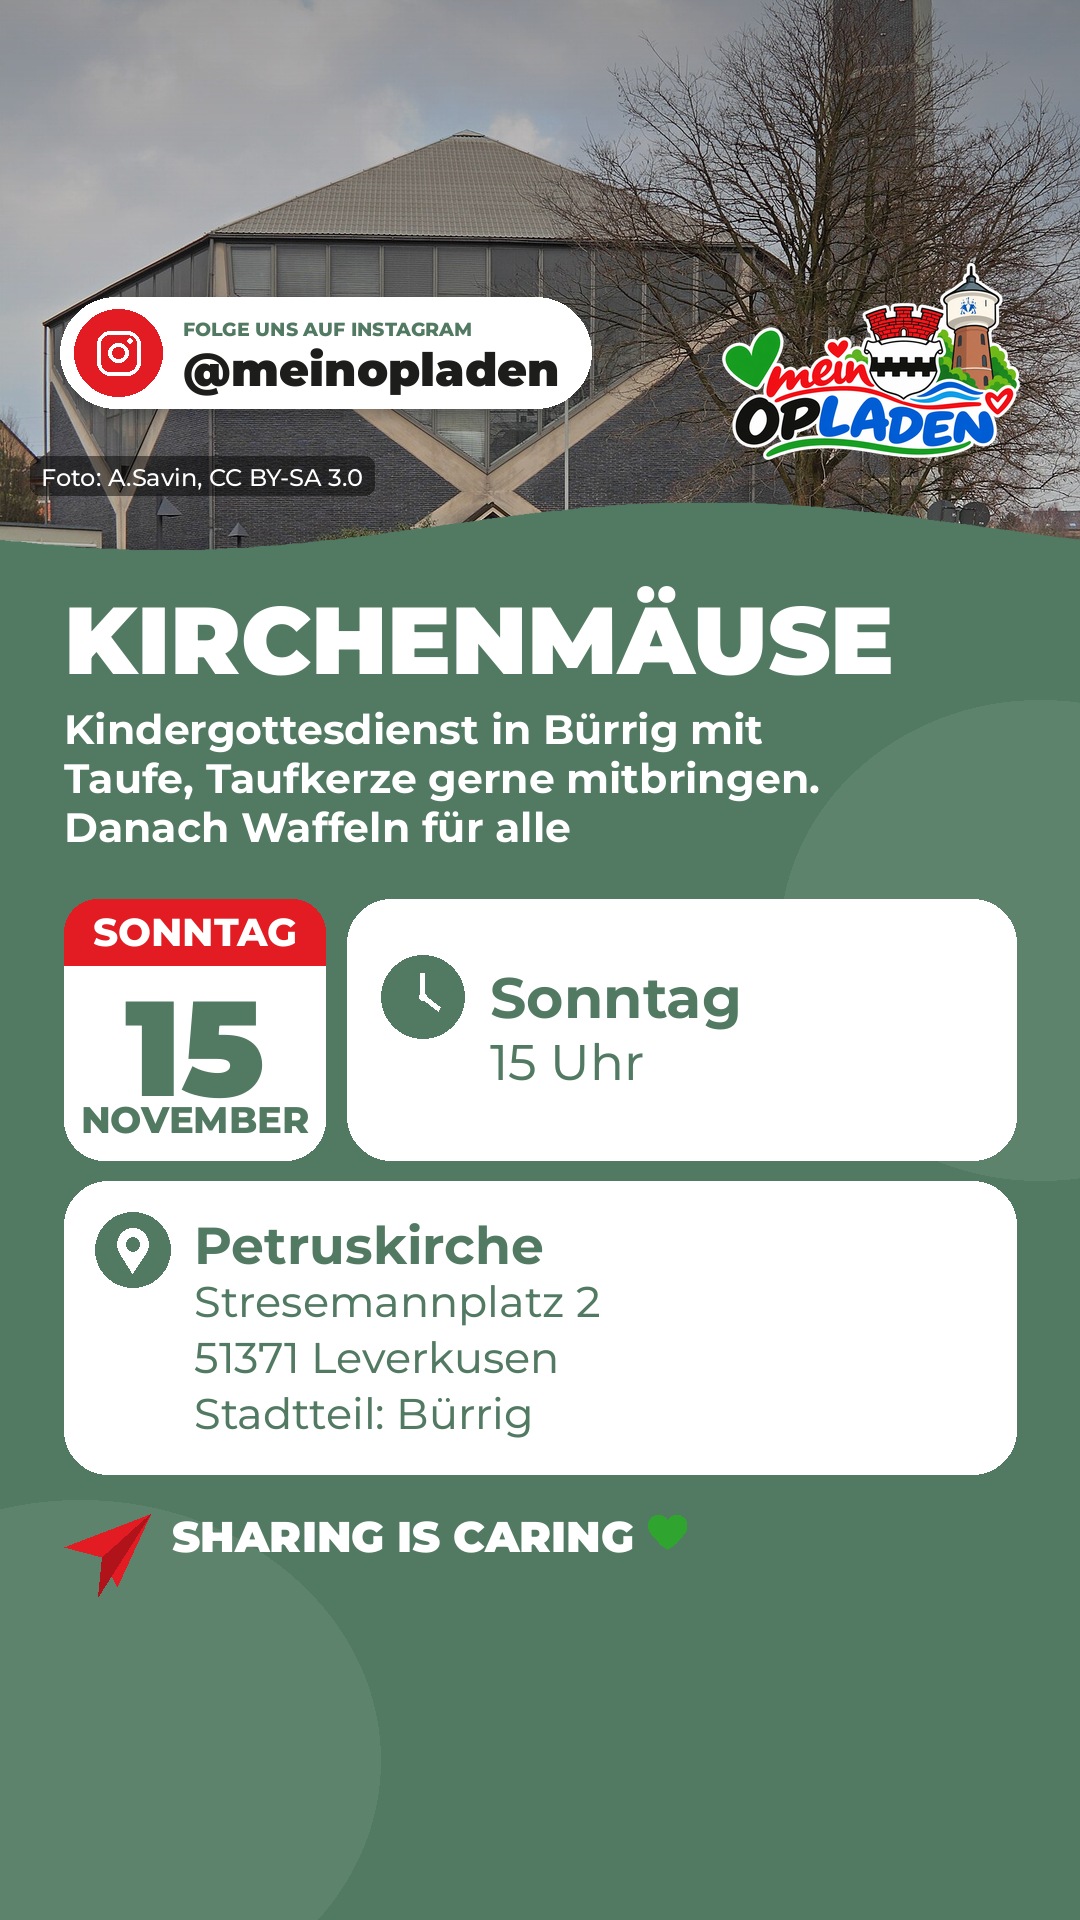 FOLGE UNS AUF INSTAGRAM
@meinopladen
mein
OPLADEN
Foto: A.Savin, CC BY-SA 3.0
KIRCHENMÄUSE
Kindergottesdienst in Bürrig mit
Taufe, Taufkerze gerne mitbringen.
Danach Waffeln für alle
SONNTAG
15
NOVEMBER
Sonntag
15 Uhr
Petruskirche
Stresemannplatz 2
51371 Leverkusen
Stadtteil: Bürrig
SHARING IS CARING